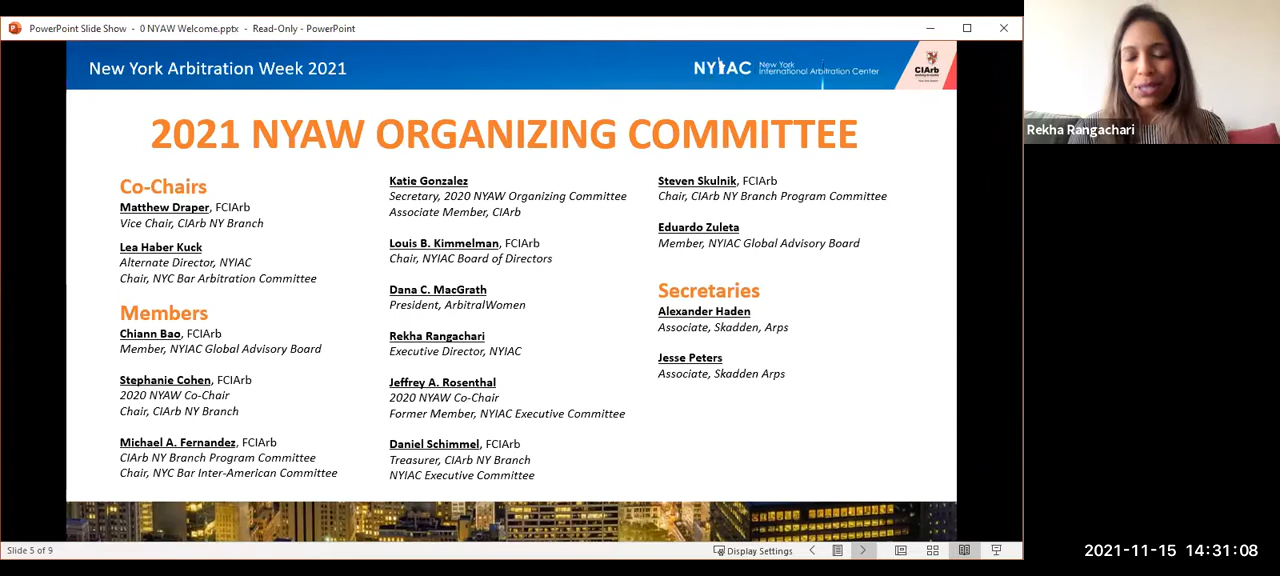 PowerPoint Slide Show - 0 NYAW Welcome.pptx - Read-Only - PowerPoint
New York Arbitration Week 2021
NYIAC New York
International Arbitration Center
CIArb
2021 NYAW ORGANIZING COMMITTEE
Co-Chairs
Matthew Draper, FCIArb
Vice Chair, CIArb NY Branch
Lea Haber Kuck
Alternate Director, NYIAC
Chair, NYC Bar Arbitration Committee
Members
Chiann Bao, FCIArb
Member, NYIAC Global Advisory Board
Stephanie Cohen, FCIArb
2020 NYAW Co-Chair
Chair, CIArb NY Branch
Michael A. Fernandez, FCIArb
CIArb NY Branch Program Committee
Chair, NYC Bar Inter-American Committee
Katie Gonzalez
Secretary, 2020 NYAW Organizing Committee
Associate Member, CIArb
Louis B. Kimmelman, FCIArb
Chair, NYIAC Board of Directors
Dana C. MacGrath
President, ArbitralWomen
Rekha Rangachari
Executive Director, NYIAC
Jeffrey A. Rosenthal
2020 NYAW Co-Chair
Former Member, NYIAC Executive Committee
Daniel Schimmel, FCIArb
Treasurer, CIArb NY Branch
NYIAC Executive Committee
Steven Skulnik, FCIArb
Chair, CIArb NY Branch Program Committee
Eduardo Zuleta
Member, NYIAC Global Advisory Board
Secretaries
Alexander Haden
Associate, Skadden, Arps
Jesse Peters
Associate, Skadden Arps
Slide 5 of 9
Display Settings
Rekha Rangachari
2021-11-15 14:31:08